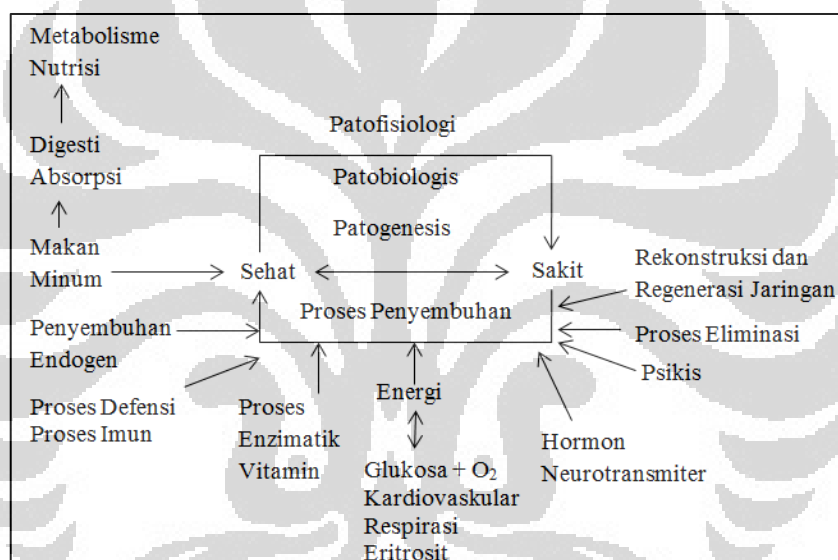 Metabolisme
Nutrisi
Digesti
Absorpsi
Makan
Minum
Patofisiologi
Patobiologis
Patogenesis
Sehat
Sakit
Proses Penyembuhan
Penyembuhan
Endogen
Proses Defensi
Proses Imun
Proses
Enzimatik
Vitamin
Energi
Glukosa + O₂
Kardiovaskular
Respirasi
Eritrosit
Hormon
Neurotransmiter
Rekonstruksi dan
Regenerasi Jaringan
Proses Eliminasi
Psikis